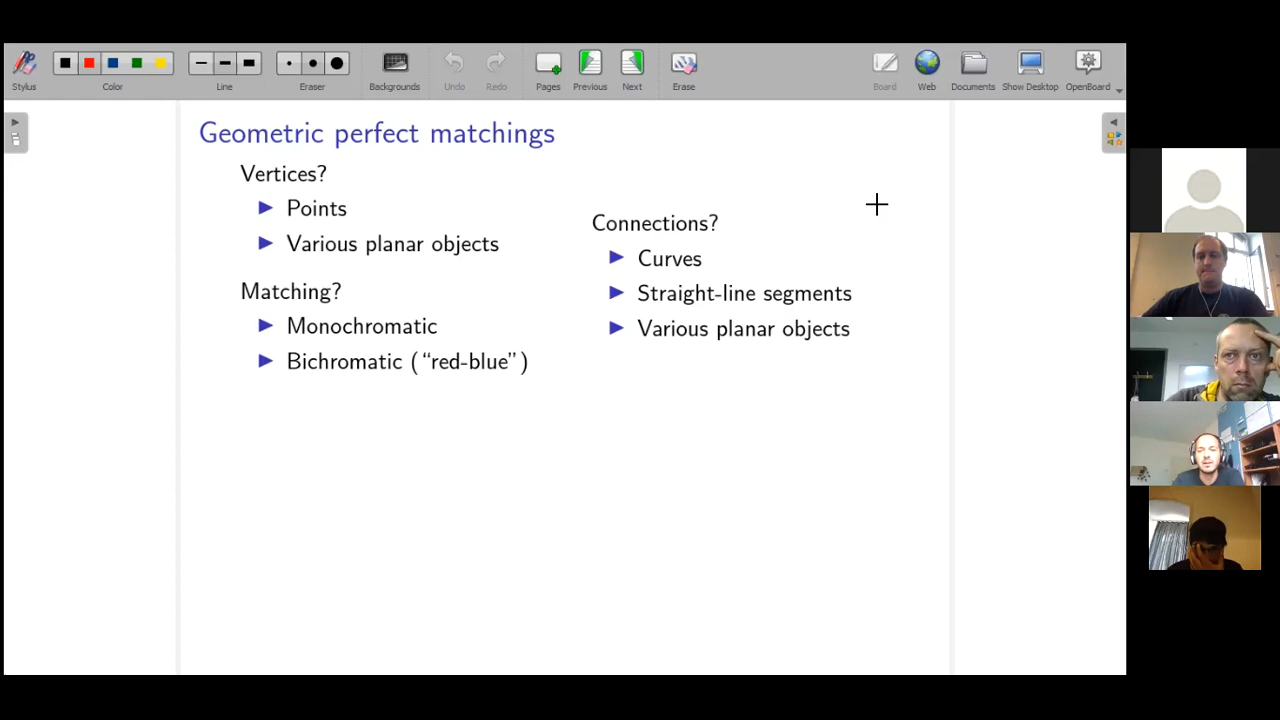 Stylus
Color
Line
Eraser
Backgrounds
Undo
Redo
Pages
Previous
Next
Erase
Board
Web
Documents
Show Desktop
OpenBoard
Geometric perfect matchings
Vertices?
Points
Various planar objects
Matching?
Monochromatic
Bichromatic (“red-blue”)
Connections?
Curves
Straight-line segments
Various planar objects